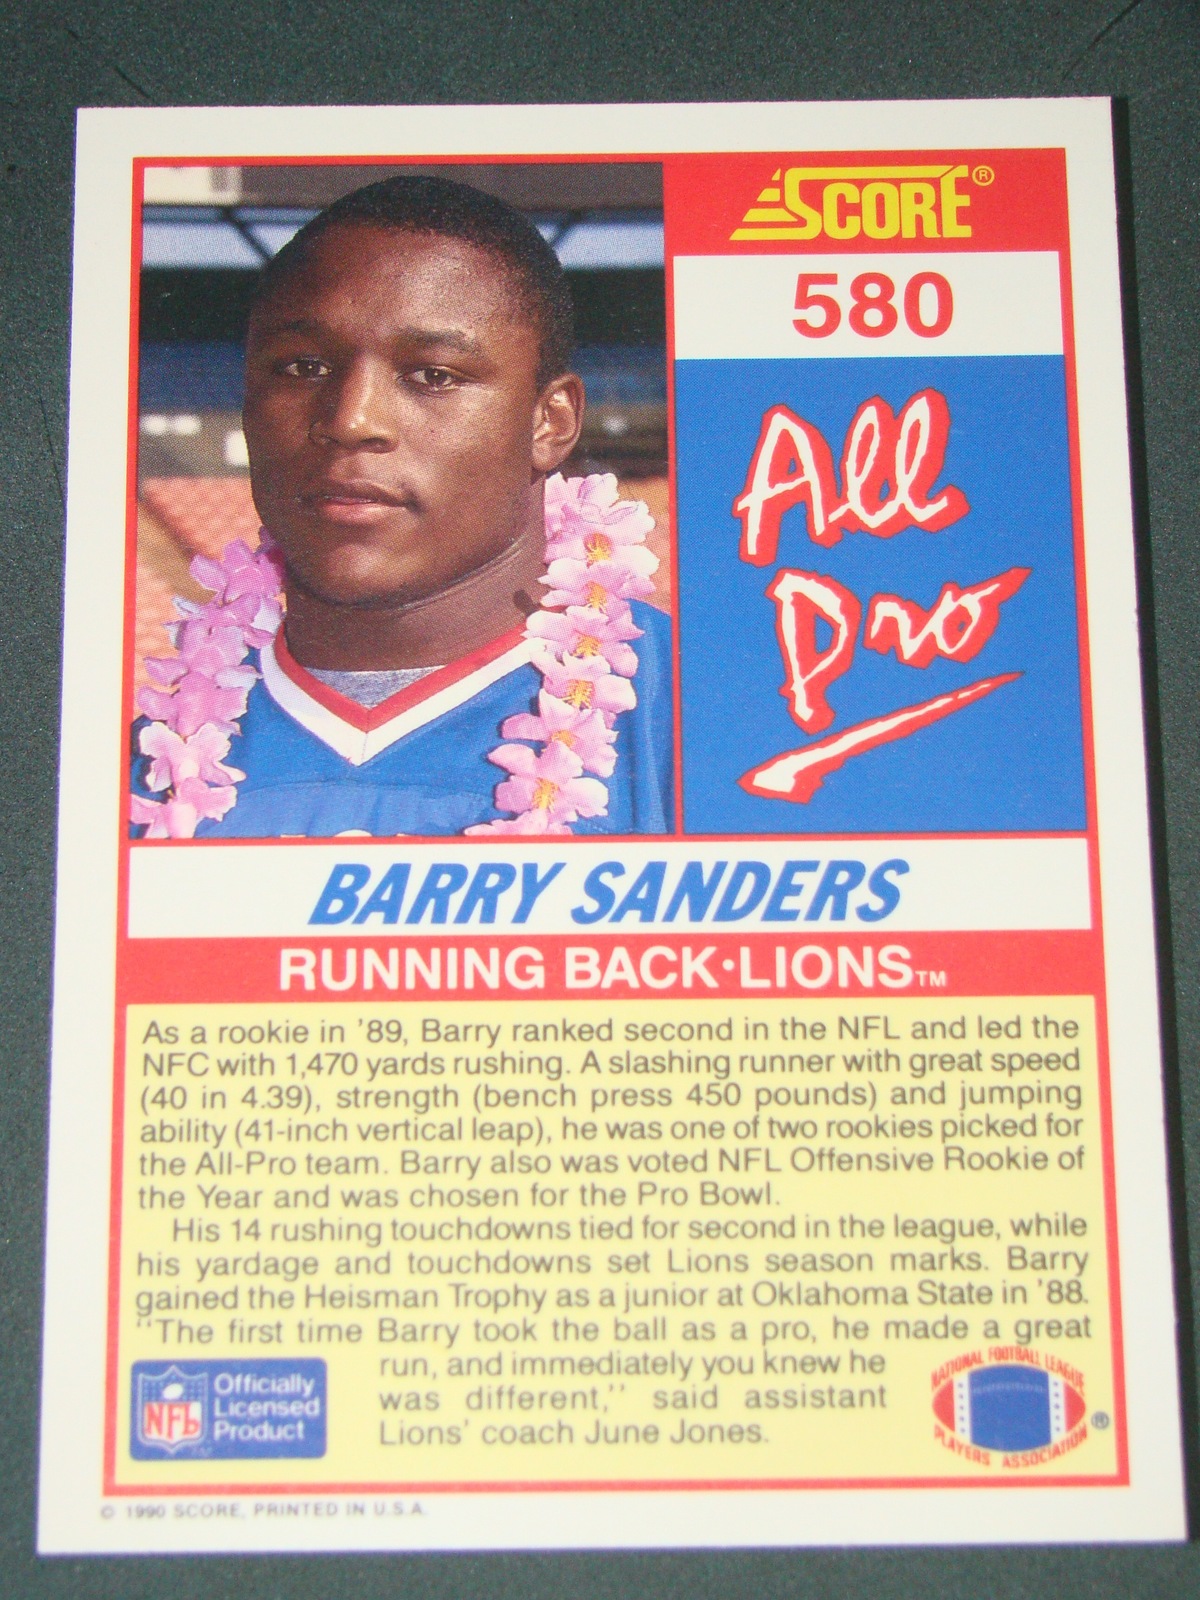 SCORE®
580
All
Pro
BARRY SANDERS
RUNNING BACK•LIONS™
As a rookie in '89, Barry ranked second in the NFL and led the
NFC with 1,470 yards rushing. A slashing runner with great speed
(40 in 4.39), strength (bench press 450 pounds) and jumping
ability (41-inch vertical leap), he was one of two rookies picked for
the All-Pro team. Barry also was voted NFL Offensive Rookie of
the Year and was chosen for the Pro Bowl.
His 14 rushing touchdowns tied for second in the league, while
his yardage and touchdowns set Lions season marks. Barry
gained the Heisman Trophy as a junior at Oklahoma State in '88.
"The first time Barry took the ball as a pro, he made a great
run, and immediately you knew he
was different," said assistant
Lions' coach June Jones.
NFL
Officially
Licensed
Product
TM
NATIONAL FOOTBALL LEAGUE
PLAYERS ASSOCIATION
®
© 1990 SCORE, PRINTED IN U.S.A.